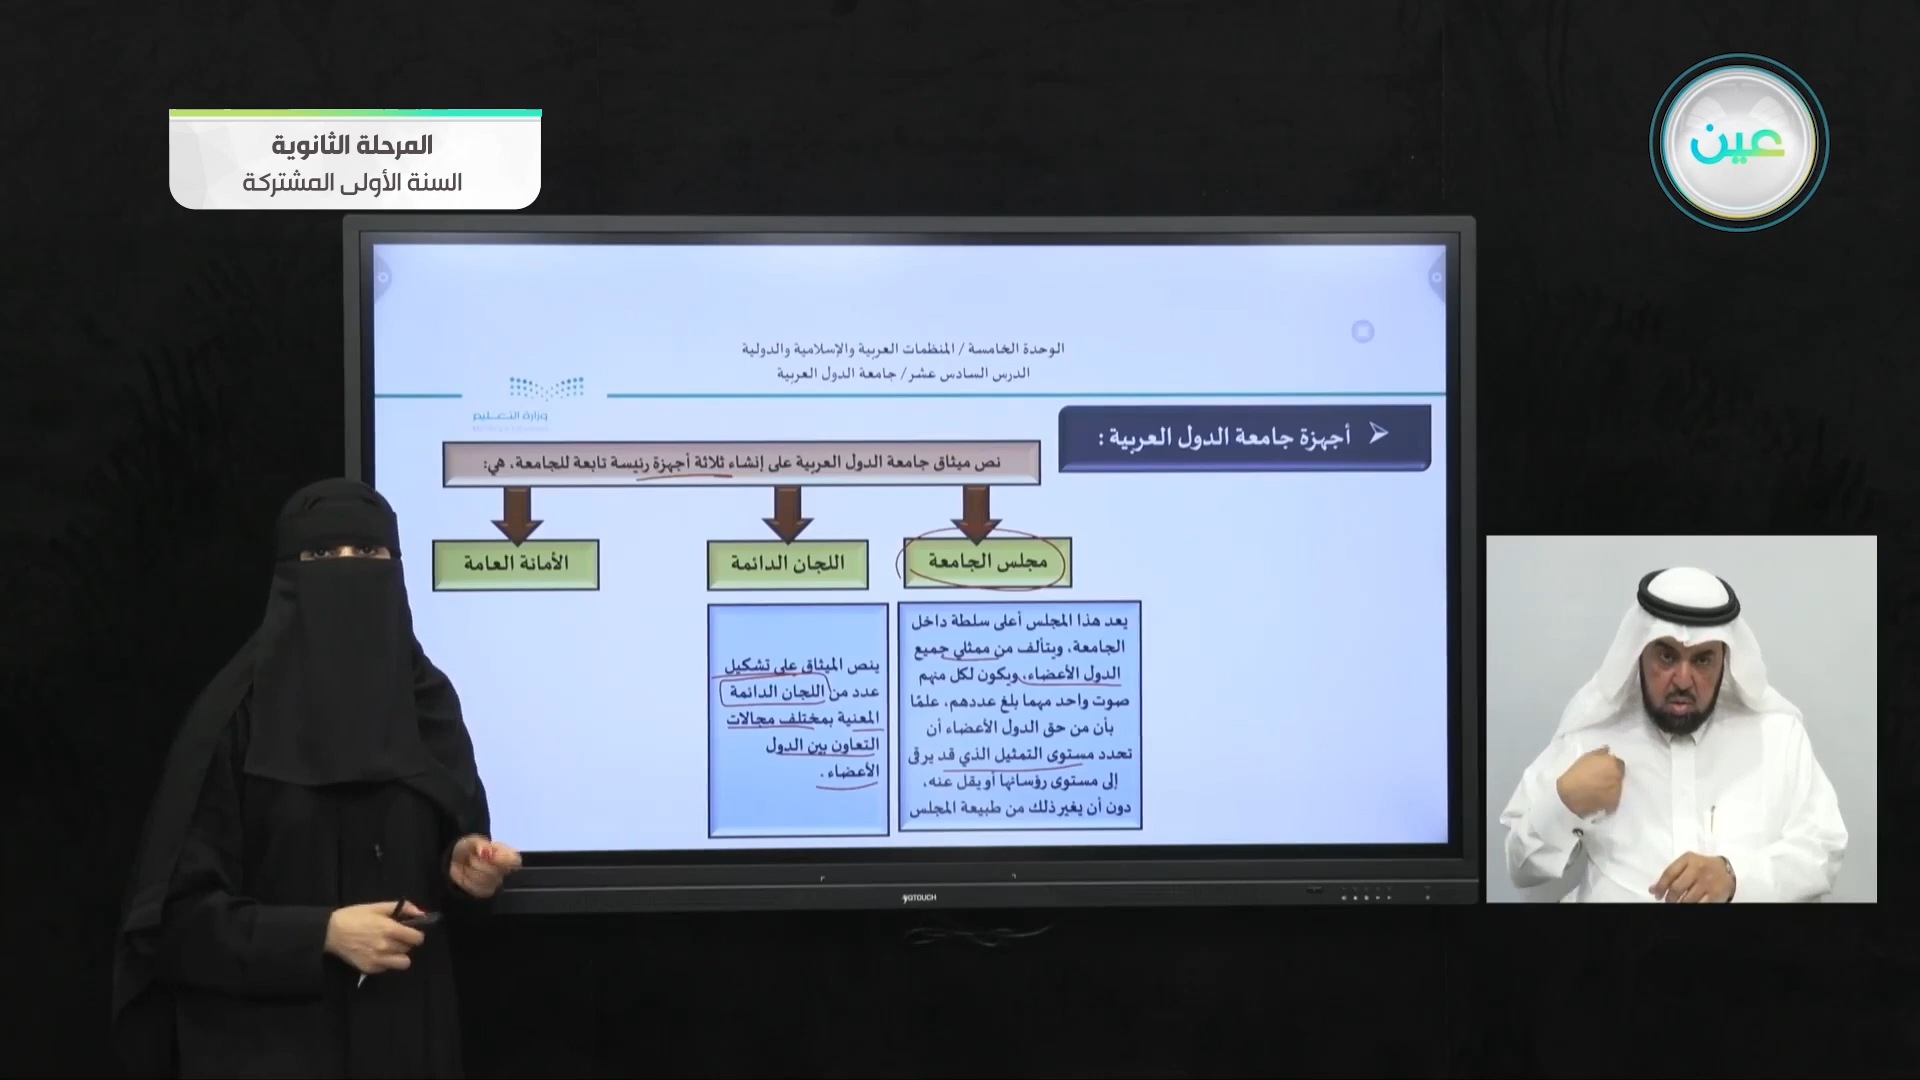 المرحلة الثانوية
السنة الأولى المشتركة
عين
الوحدة الخامسة / المنظمات العربية والإسلامية والدولية
الدرس السادس عشر/ جامعة الدول العربية
وزارة التعليم
أجهزة جامعة الدول العربية :
نص ميثاق جامعة الدول العربية على إنشاء ثلاثة أجهزة رئيسة تابعة للجامعة، هي:
مجلس الجامعة
اللجان الدائمة
الأمانة العامة
يعد هذا المجلس أعلى سلطة داخل
الجامعة، ويتألف من ممثلي جميع
الدول الأعضاء، ويكون لكل منهم
صوت واحد مهما بلغ عددهم، علمًا
بأن من حق الدول الأعضاء أن
تحدد مستوى التمثيل الذي قد يرقى
إلى مستوى رؤسائها أو يقل عنه،
دون أن يغير ذلك من طبيعة المجلس
ينص الميثاق على تشكيل
عدد من اللجان الدائمة
المعنية بمختلف مجالات
التعاون بين الدول
الأعضاء .
QTOUCH